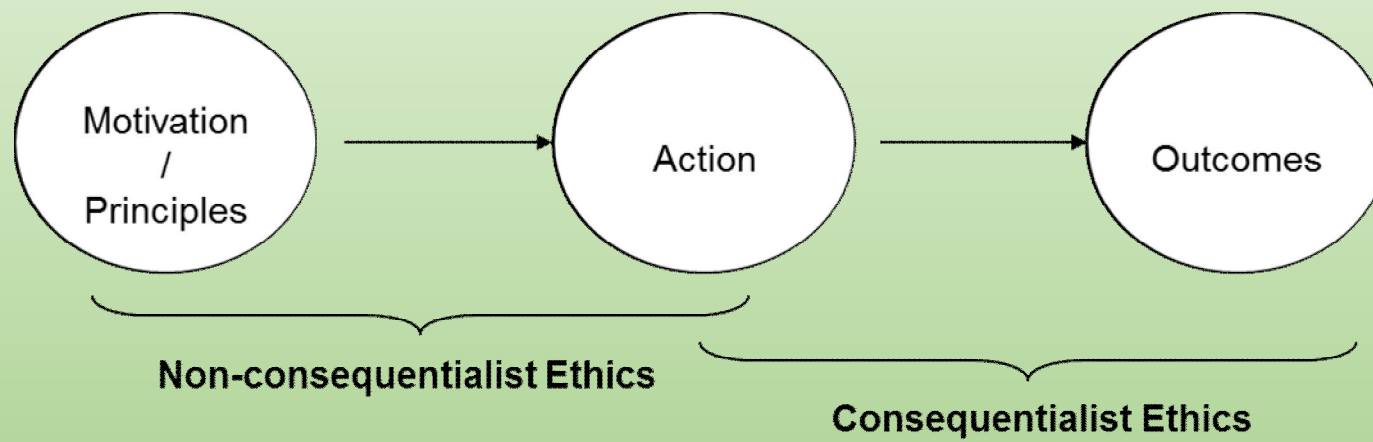 Motivation
/
Principles
Action
Outcomes
Non-consequentialist Ethics
Consequentialist Ethics